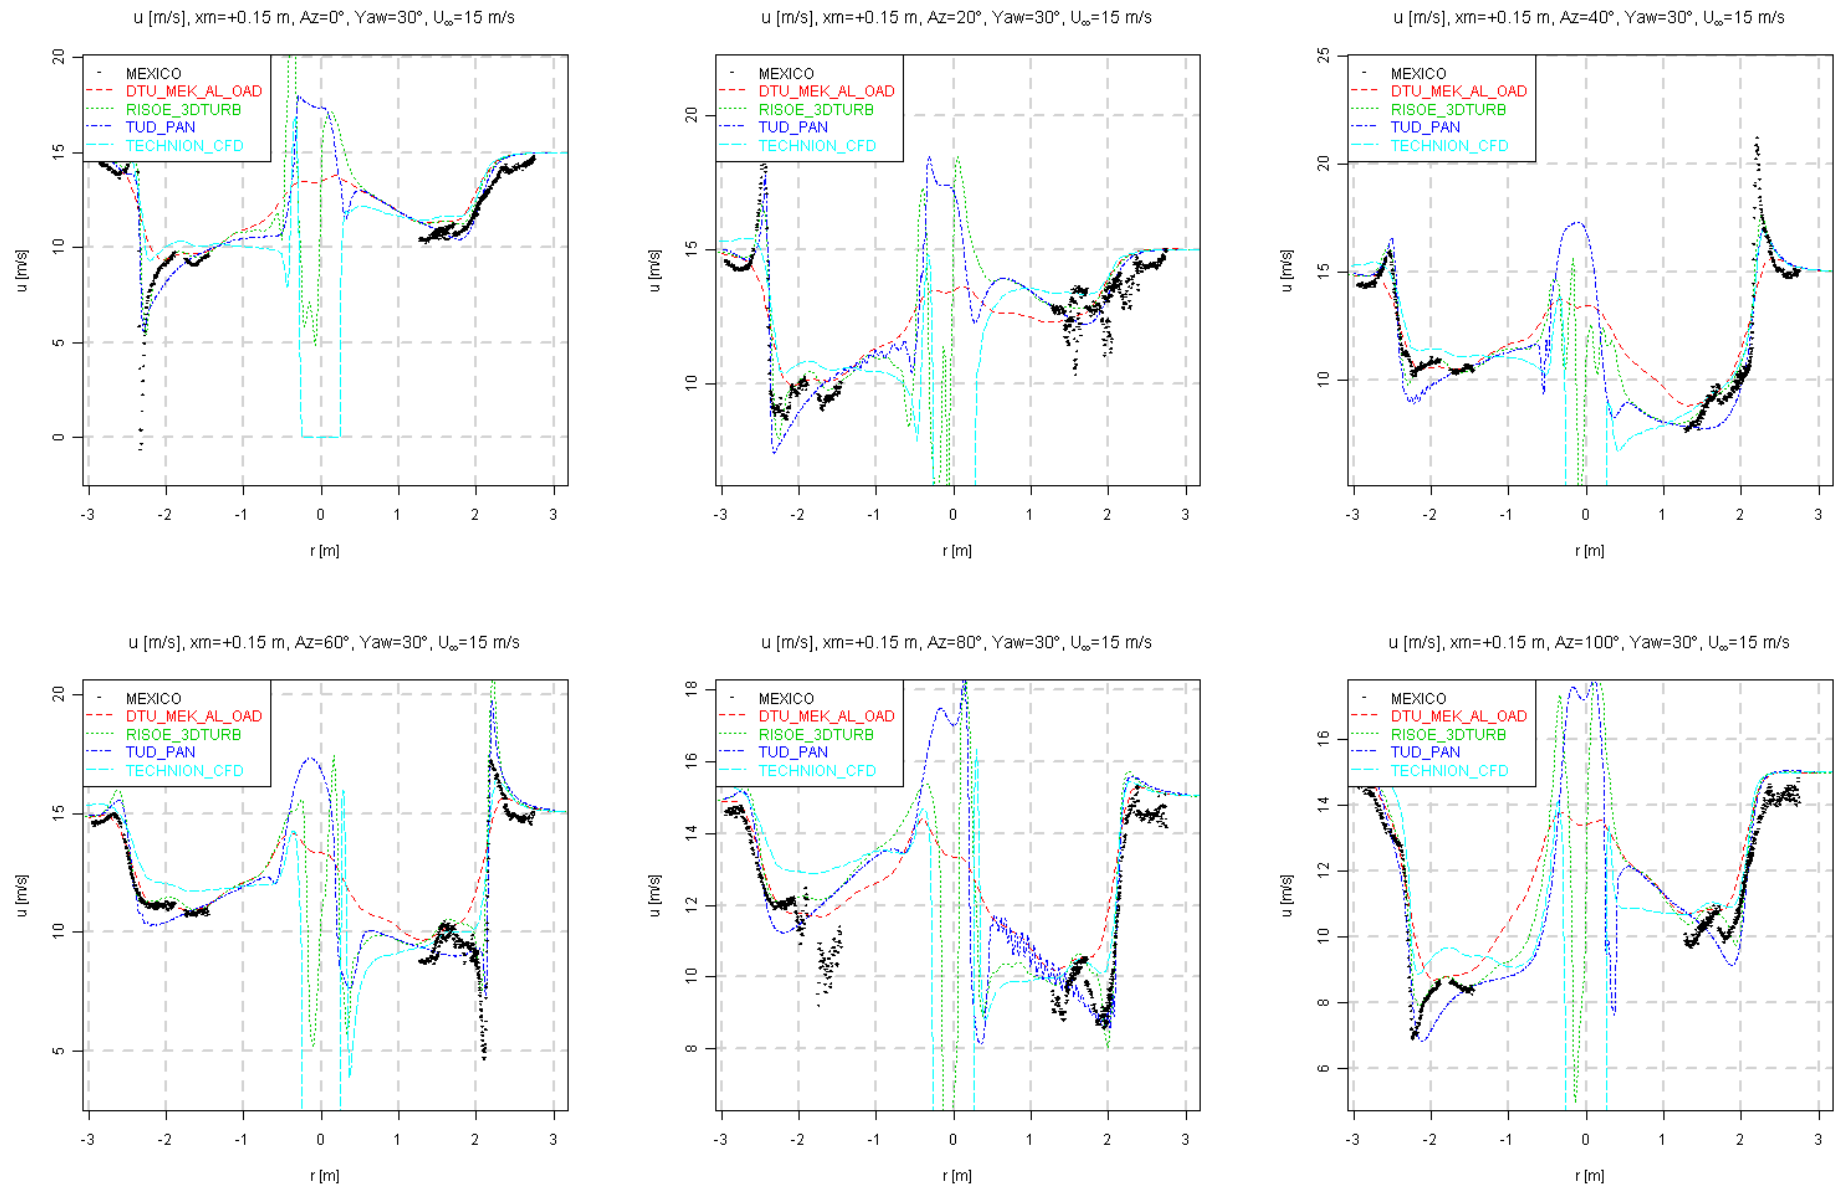 u [m/s], xm=+0.15 m, Az=0°, Yaw=30°, U∞=15 m/s
MEXICO
DTU_MEK_AL_OAD
RISOE_3DTURB
TUD_PAN
TECHNION_CFD
u [m/s]
20
15
10
5
0
-3 -2 -1 0 1 2 3
r [m]
u [m/s], xm=+0.15 m, Az=20°, Yaw=30°, U∞=15 m/s
MEXICO
DTU_MEK_AL_OAD
RISOE_3DTURB
TUD_PAN
TECHNION_CFD
u [m/s]
20
15
10
-3 -2 -1 0 1 2 3
r [m]
u [m/s], xm=+0.15 m, Az=40°, Yaw=30°, U∞=15 m/s
MEXICO
DTU_MEK_AL_OAD
RISOE_3DTURB
TUD_PAN
TECHNION_CFD
u [m/s]
25
20
15
10
-3 -2 -1 0 1 2 3
r [m]
u [m/s], xm=+0.15 m, Az=60°, Yaw=30°, U∞=15 m/s
MEXICO
DTU_MEK_AL_OAD
RISOE_3DTURB
TUD_PAN
TECHNION_CFD
u [m/s]
20
15
10
5
-3 -2 -1 0 1 2 3
r [m]
u [m/s], xm=+0.15 m, Az=80°, Yaw=30°, U∞=15 m/s
MEXICO
DTU_MEK_AL_OAD
RISOE_3DTURB
TUD_PAN
TECHNION_CFD
u [m/s]
18
16
14
12
10
8
-3 -2 -1 0 1 2 3
r [m]
u [m/s], xm=+0.15 m, Az=100°, Yaw=30°, U∞=15 m/s
MEXICO
DTU_MEK_AL_OAD
RISOE_3DTURB
TUD_PAN
TECHNION_CFD
u [m/s]
16
14
12
10
8
6
-3 -2 -1 0 1 2 3
r [m]